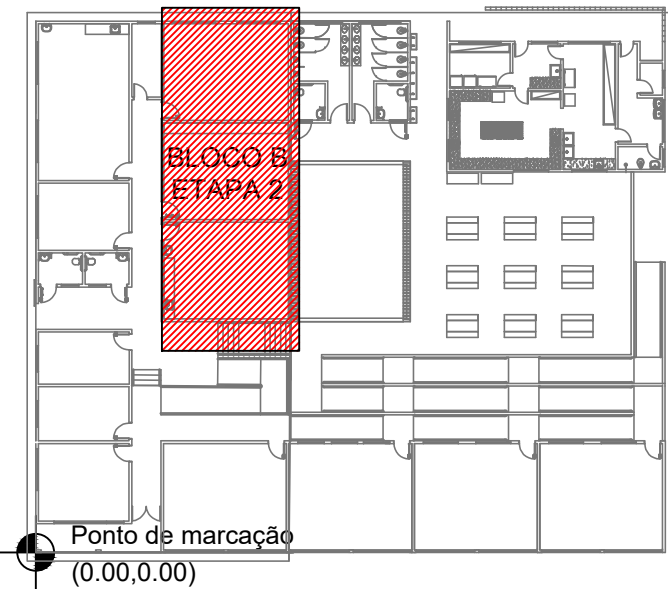 BLOCO B
ETAPA 2
Ponto de marcação
(0.00,0.00)